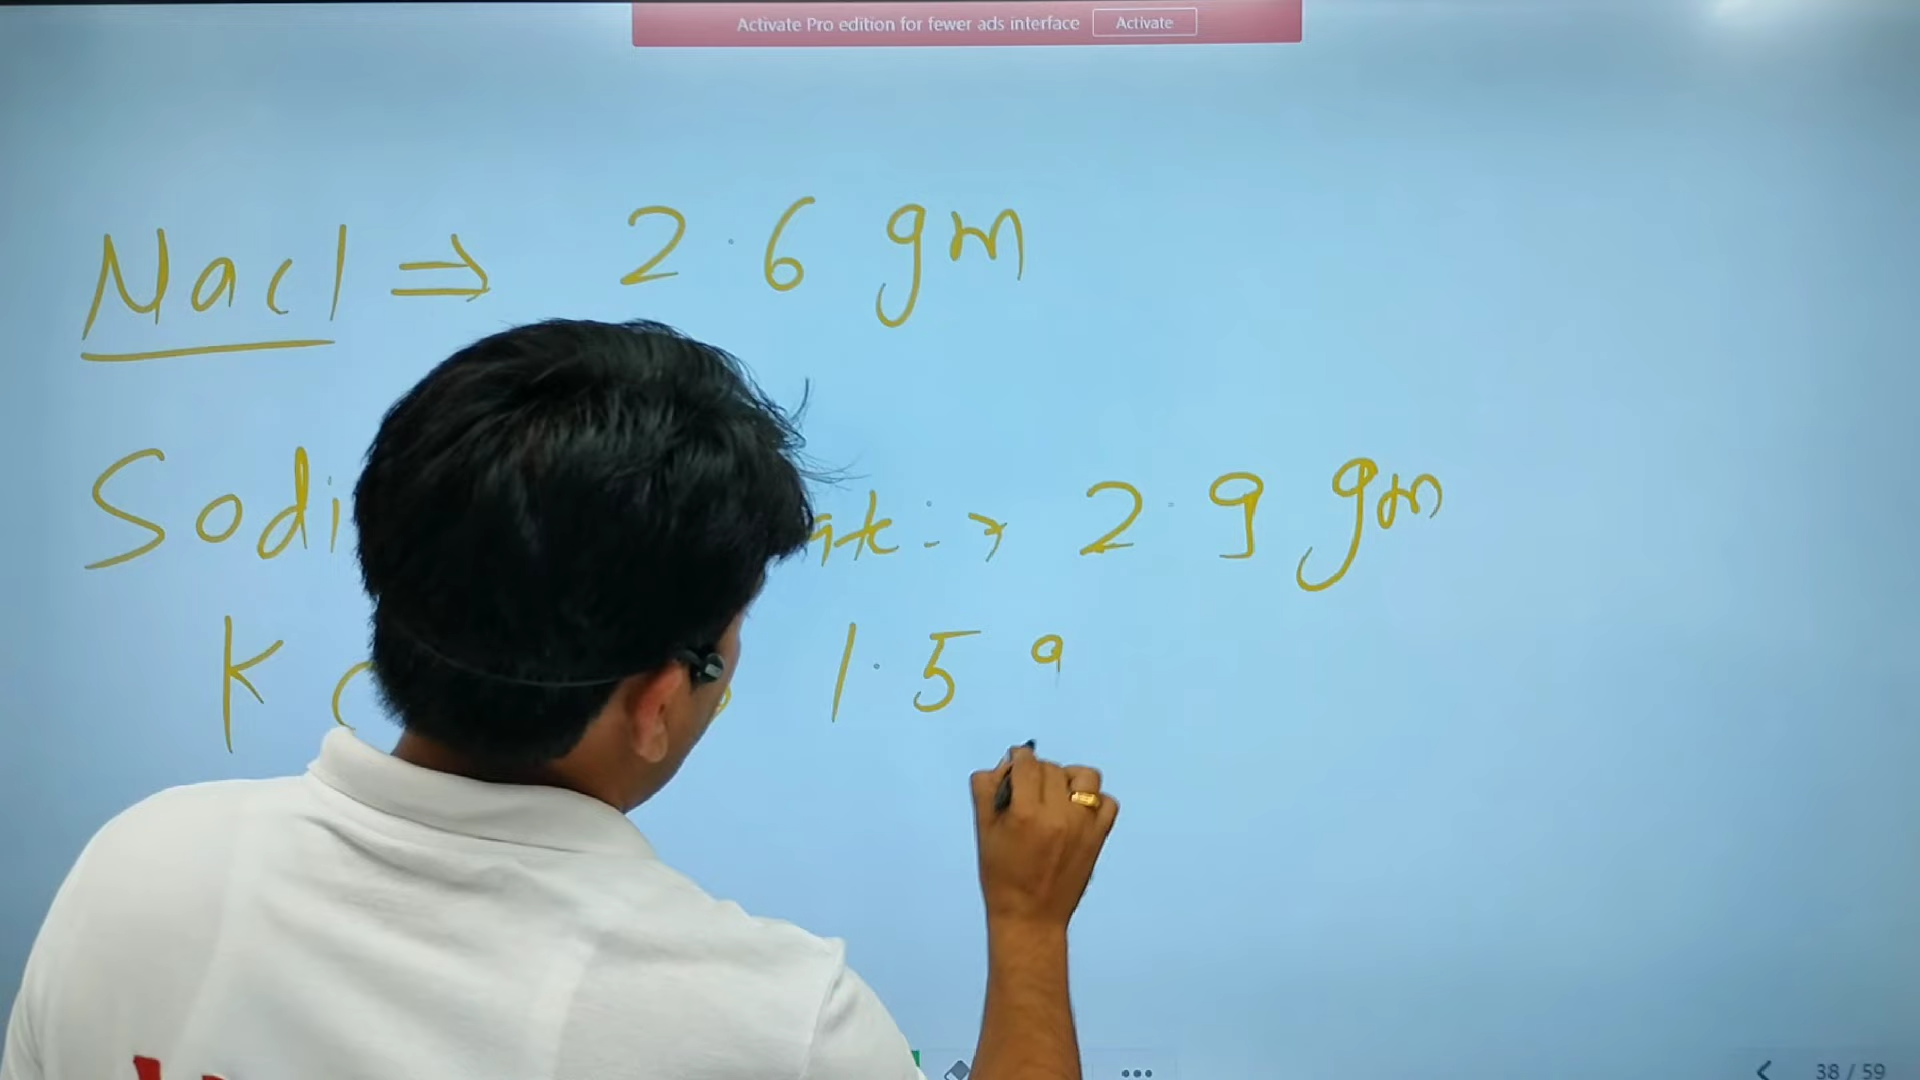 Activate Pro edition for fewer ads interface Activate
Nacl ⇒ 2.6 gm
Sodi ate :→ 2.9 gm
K C 1.5 g
38 / 59